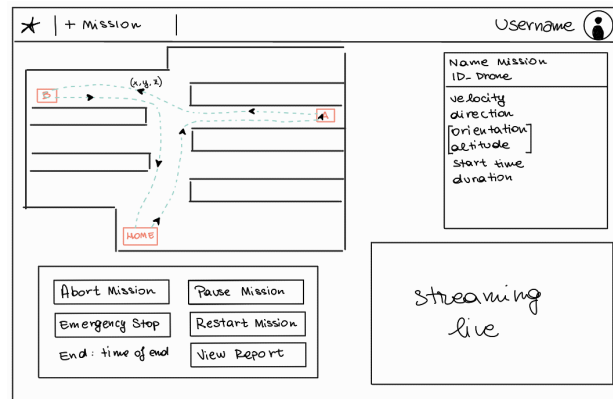 + Mission
Username
(x,y,z)
B
A
HOME
Name Mission
ID_Drone
velocity
direction
[orientation
altitude]
start time
duration
Abort Mission
Pause Mission
Emergency Stop
Restart Mission
End: time of end
View Report
streaming
live